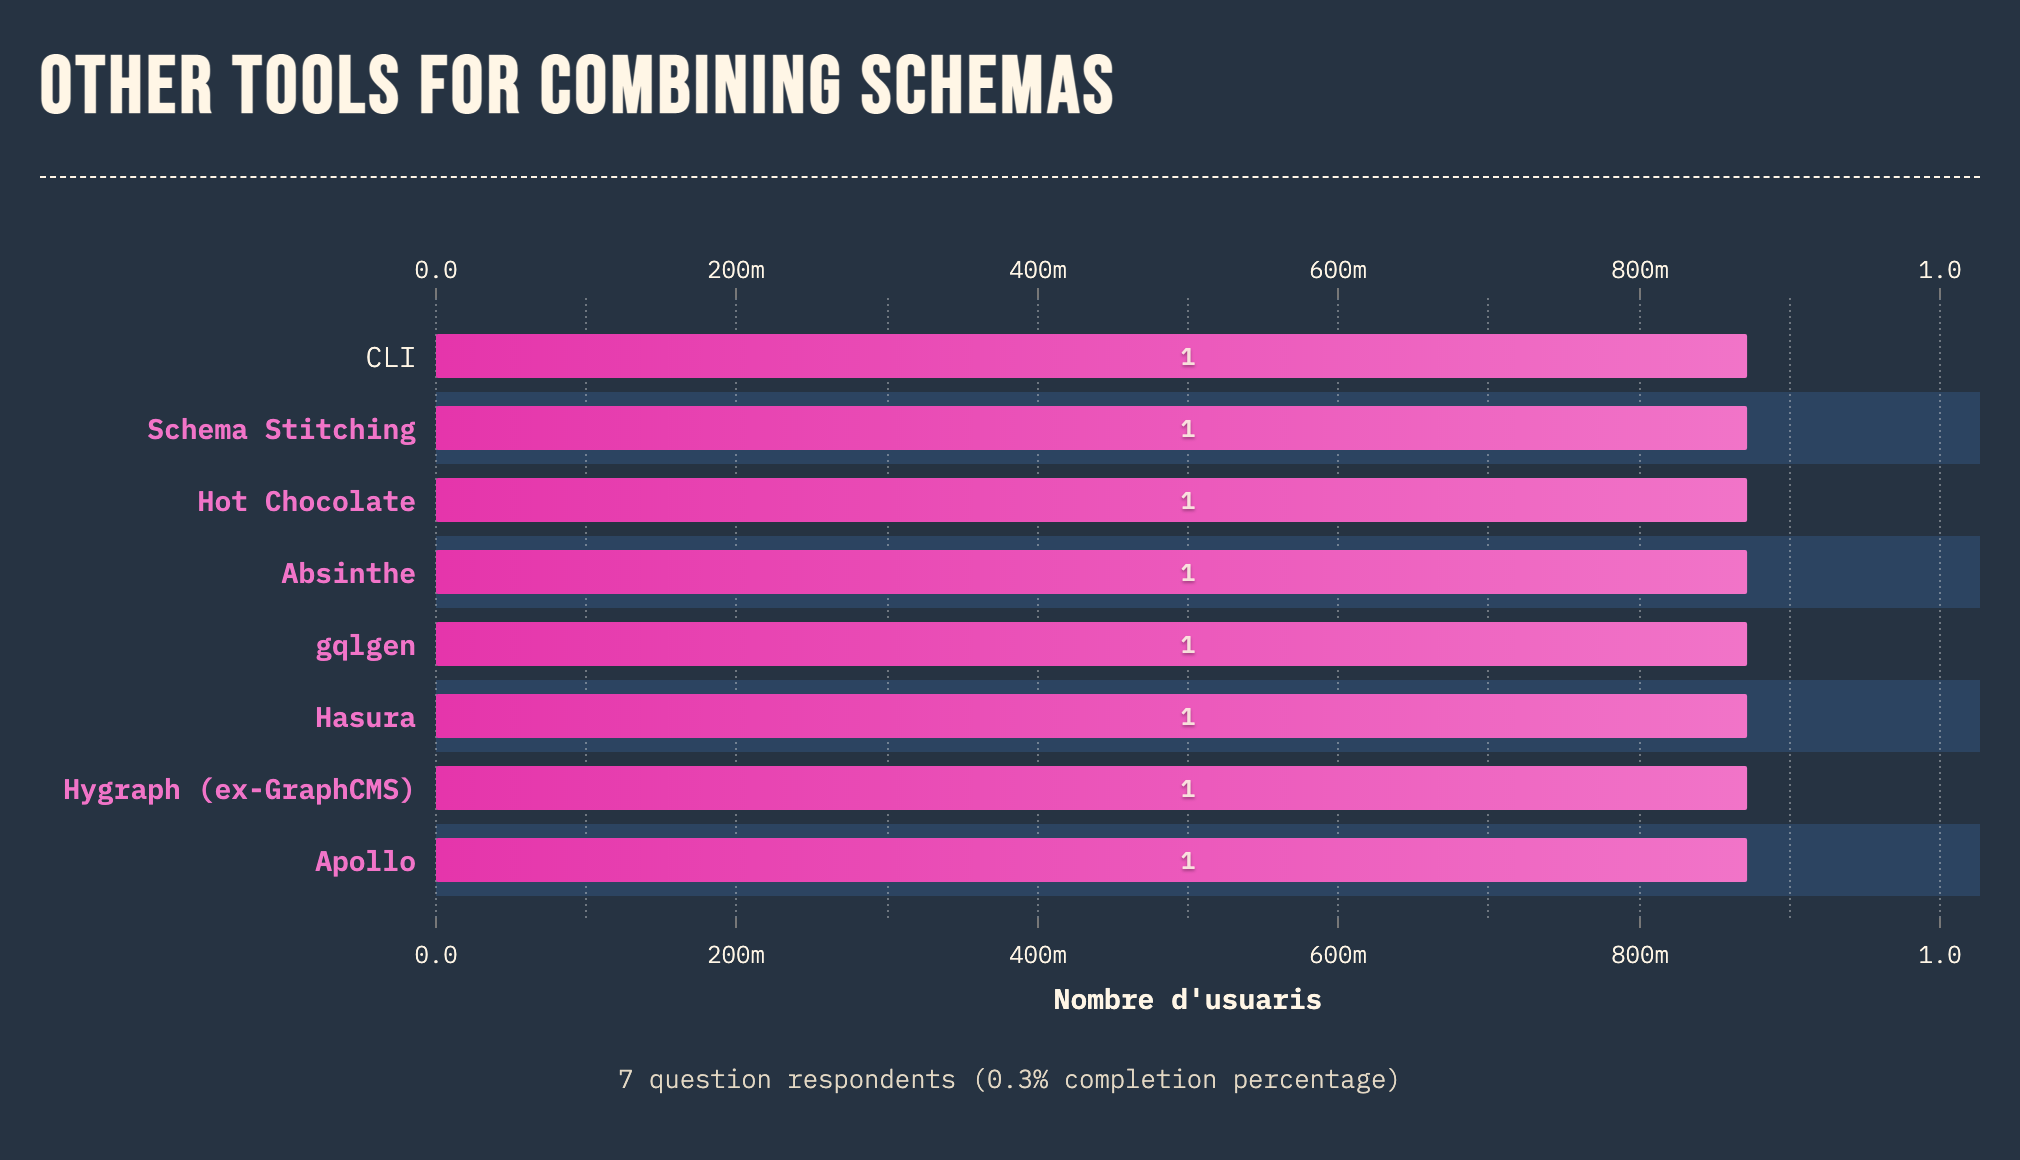 OTHER TOOLS FOR COMBINING SCHEMAS
0.0 200m 400m 600m 800m 1.0
CLI 1
Schema Stitching 1
Hot Chocolate 1
Absinthe 1
gqlgen 1
Hasura 1
Hygraph (ex-GraphCMS) 1
Apollo 1
0.0 200m 400m 600m 800m 1.0
Nombre d'usuaris
7 question respondents (0.3% completion percentage)